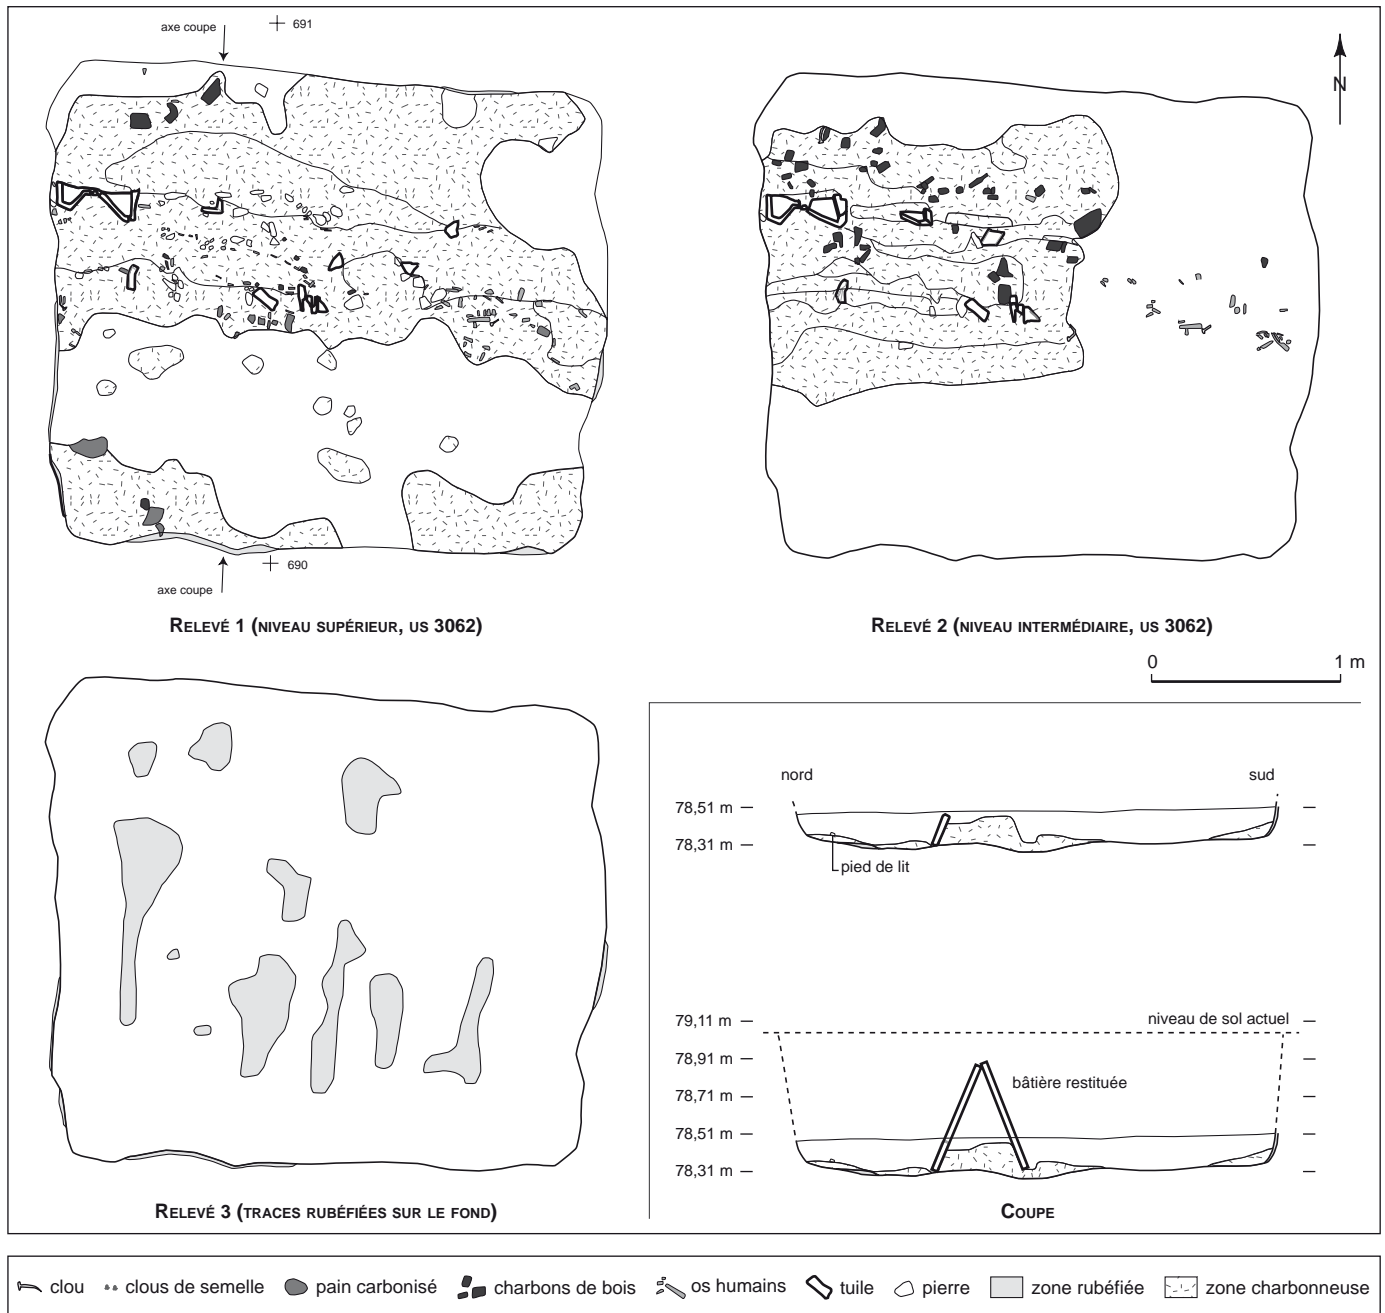 axe coupe
691
N
690
axe coupe
Relevé 1 (niveau supérieur, us 3062)
Relevé 2 (niveau intermédiaire, us 3062)
0 1 m
nord
sud
78,51 m
78,31 m
pied de lit
79,11 m
niveau de sol actuel
78,91 m
bâtière restituée
78,71 m
78,51 m
78,31 m
Relevé 3 (traces rubéfiées sur le fond)
Coupe
clou clous de semelle pain carbonisé charbons de bois os humains tuile pierre zone rubéfiée zone charbonneuse